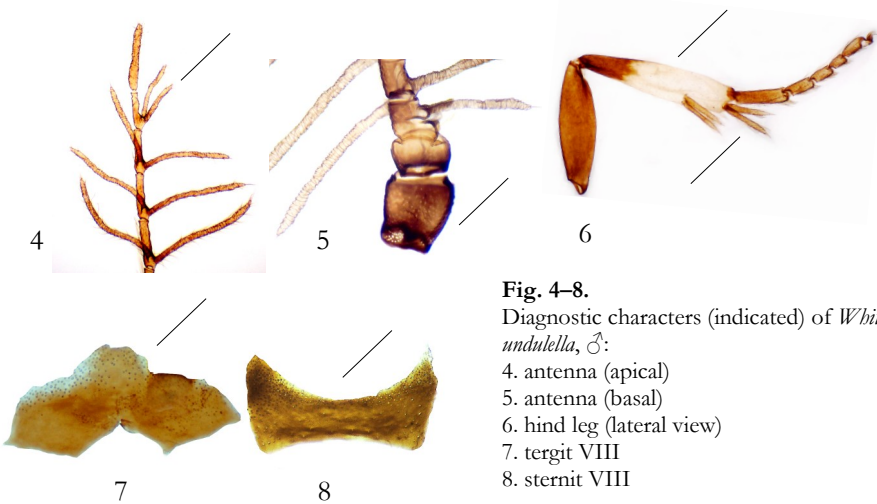 4
5
6
7
8
Fig. 4–8.
Diagnostic characters (indicated) of
undulella, ♂:
4. antenna (apical)
5. antenna (basal)
6. hind leg (lateral view)
7. tergit VIII
8. sternit VIII